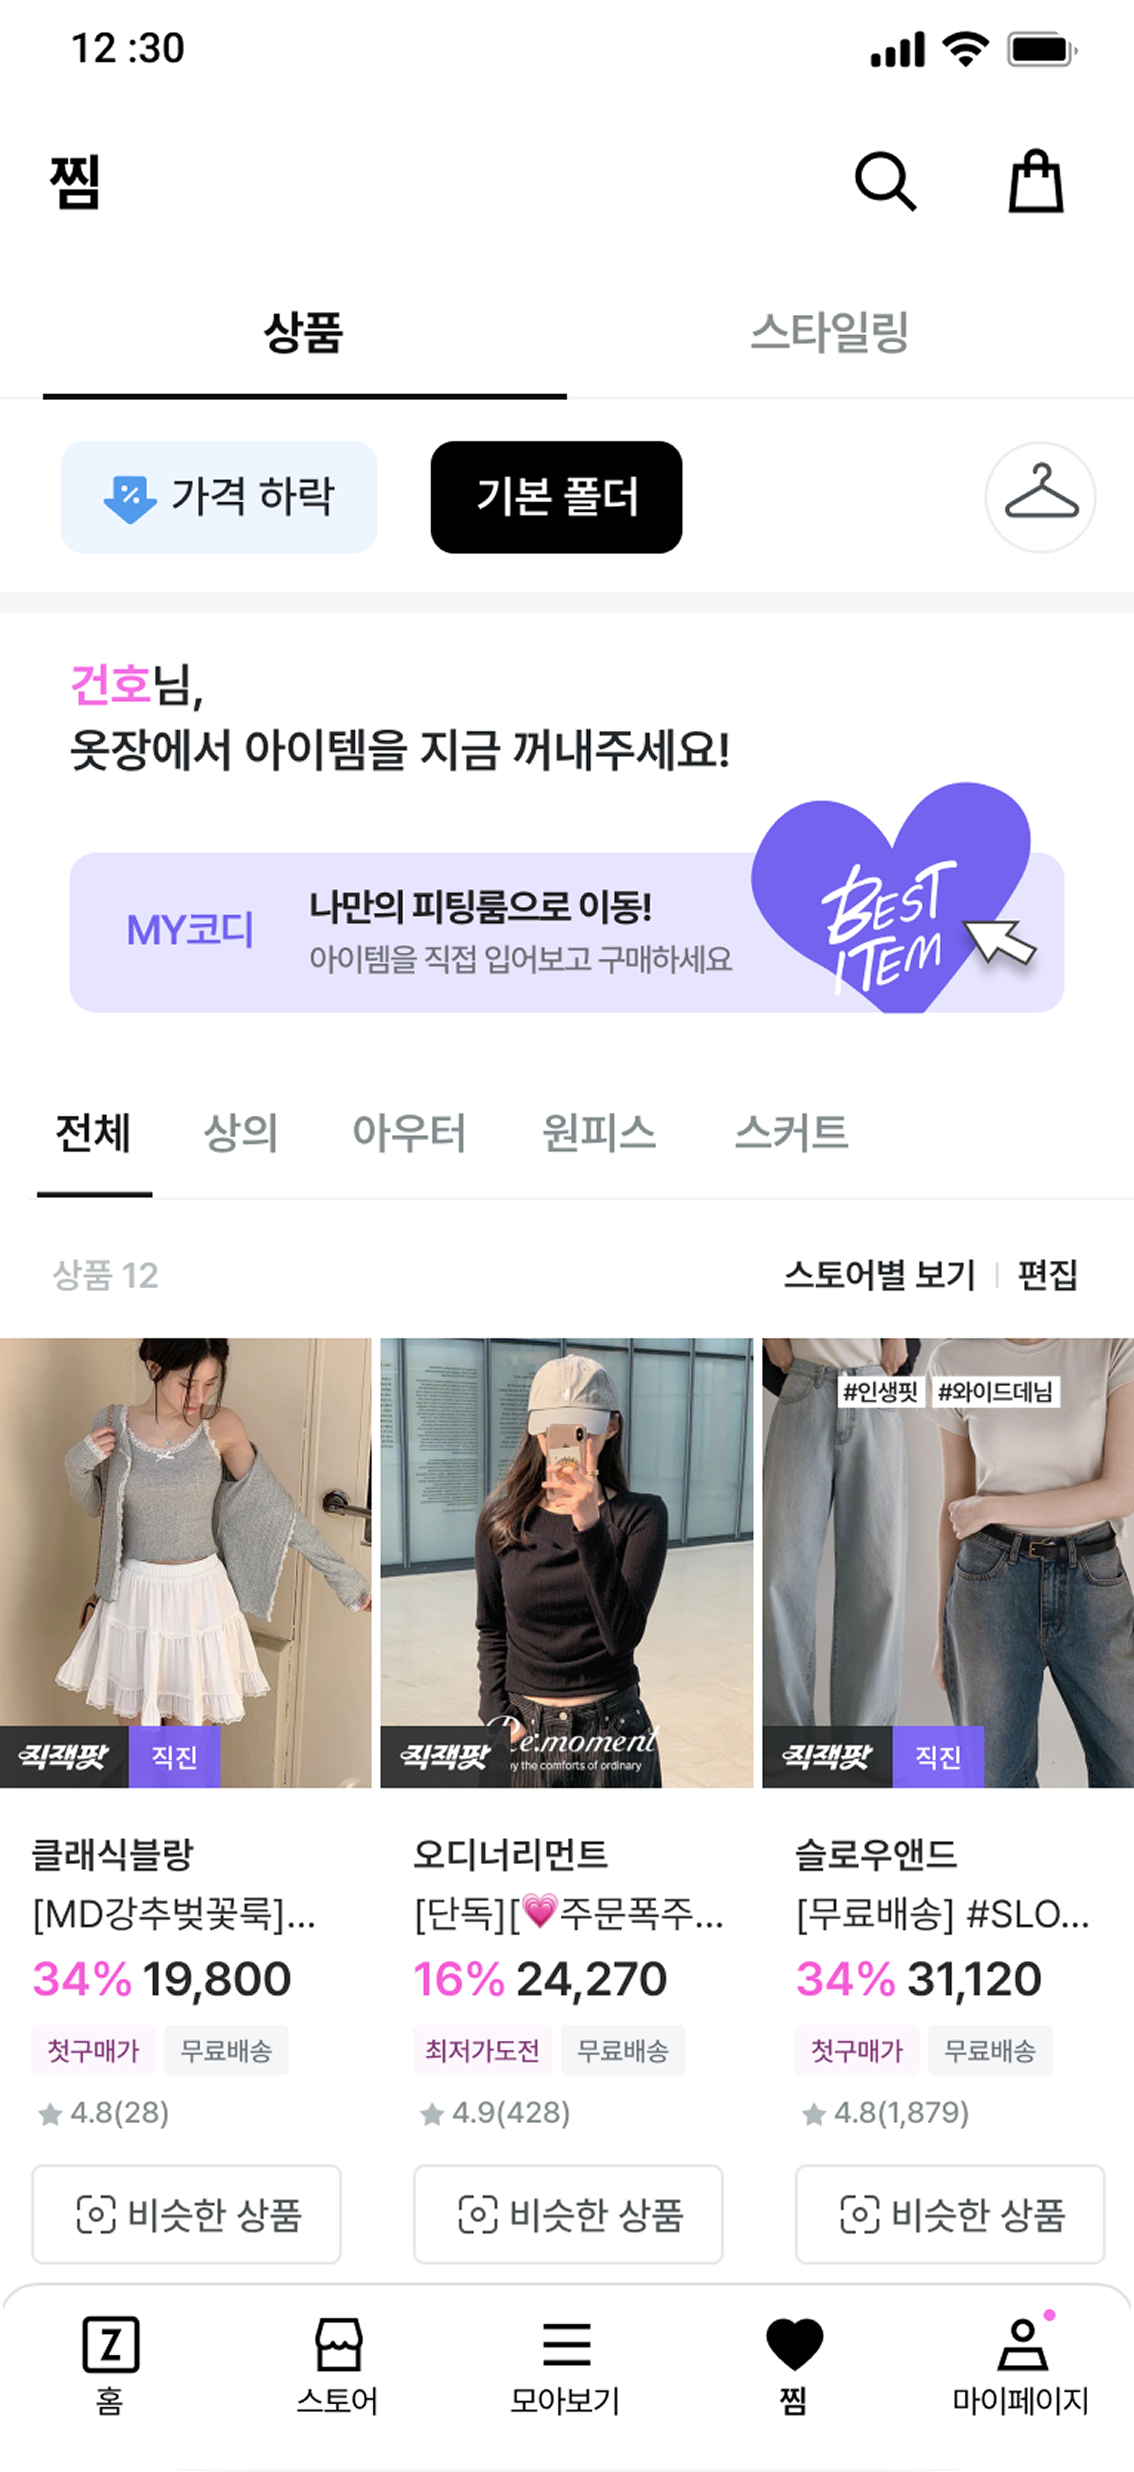 12 :30
찜
상품
스타일링
가격 하락
기본 폴더
건호님,
옷장에서 아이템을 지금 꺼내주세요!
MY코디
나만의 피팅룸으로 이동!
아이템을 직접 입어보고 구매하세요
BEST
ITEM
전체
상의
아우터
원피스
스커트
상품 12
스토어별 보기
편집
#인생핏
#와이드데님
직잭팟
직진
직잭팟
Re:moment
y the comforts of ordinary
직잭팟
직진
클래식블랑
[MD강추벚꽃룩]...
34% 19,800
첫구매가
무료배송
4.8(28)
비슷한 상품
오디너리먼트
[단독][💗주문폭주...
16% 24,270
최저가도전
무료배송
4.9(428)
비슷한 상품
슬로우앤드
[무료배송] #SLO...
34% 31,120
첫구매가
무료배송
4.8(1,879)
비슷한 상품
Z
홈
스토어
모아보기
찜
마이페이지